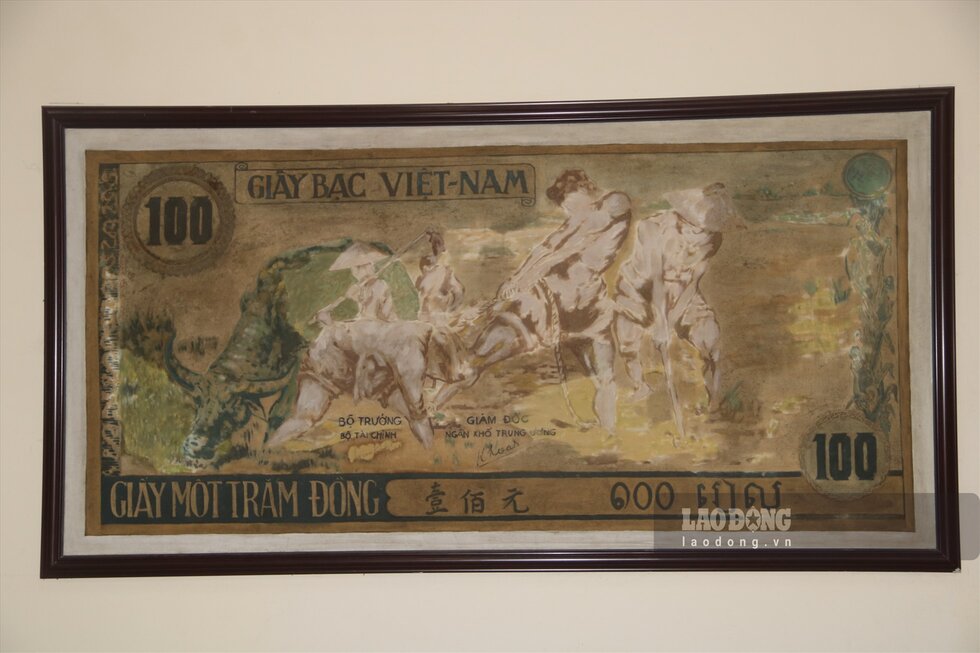 100
GIẤY BẠC VIỆT-NAM
BỘ TRƯỞNG
BỘ TÀI CHÍNH
GIÁM ĐỐC
NGÂN KHỐ TRUNG ƯƠNG
100
GIẤY MỘT TRĂM ĐỒNG
壹佰元
១០០ រៀល
LAO ĐỘNG
laodong.vn